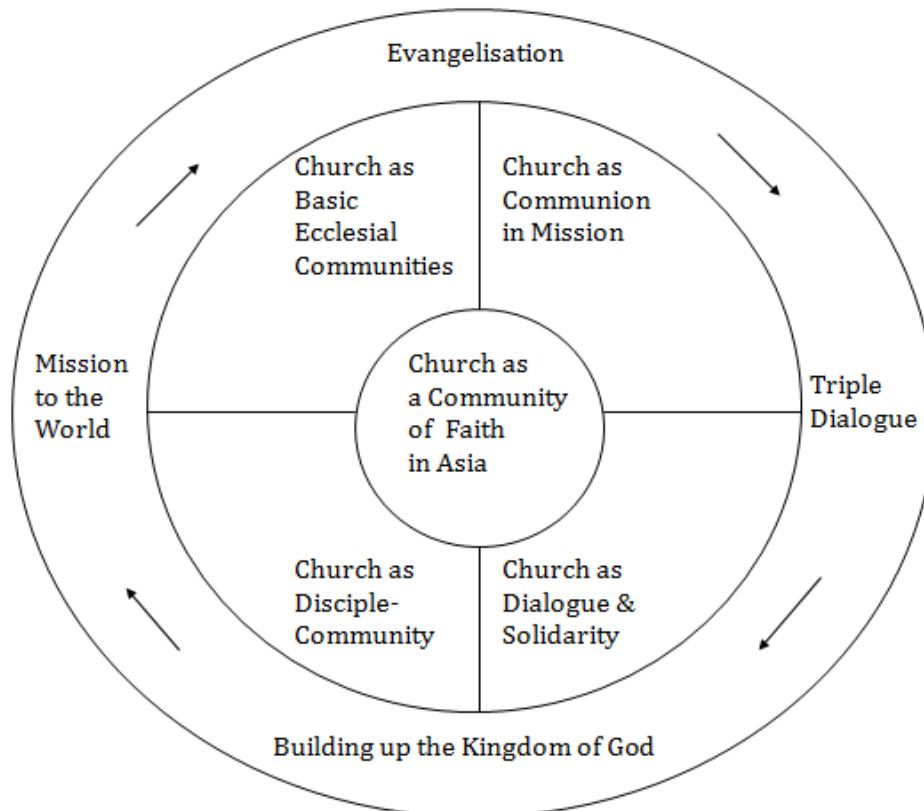 Evangelisation
Church as
Basic
Ecclesial
Communities
Church as
Communion
in Mission
Mission
to the
World
Church as
a Community
of Faith
in Asia
Triple
Dialogue
Church as
Disciple-
Community
Church as
Dialogue &
Solidarity
Building up the Kingdom of God